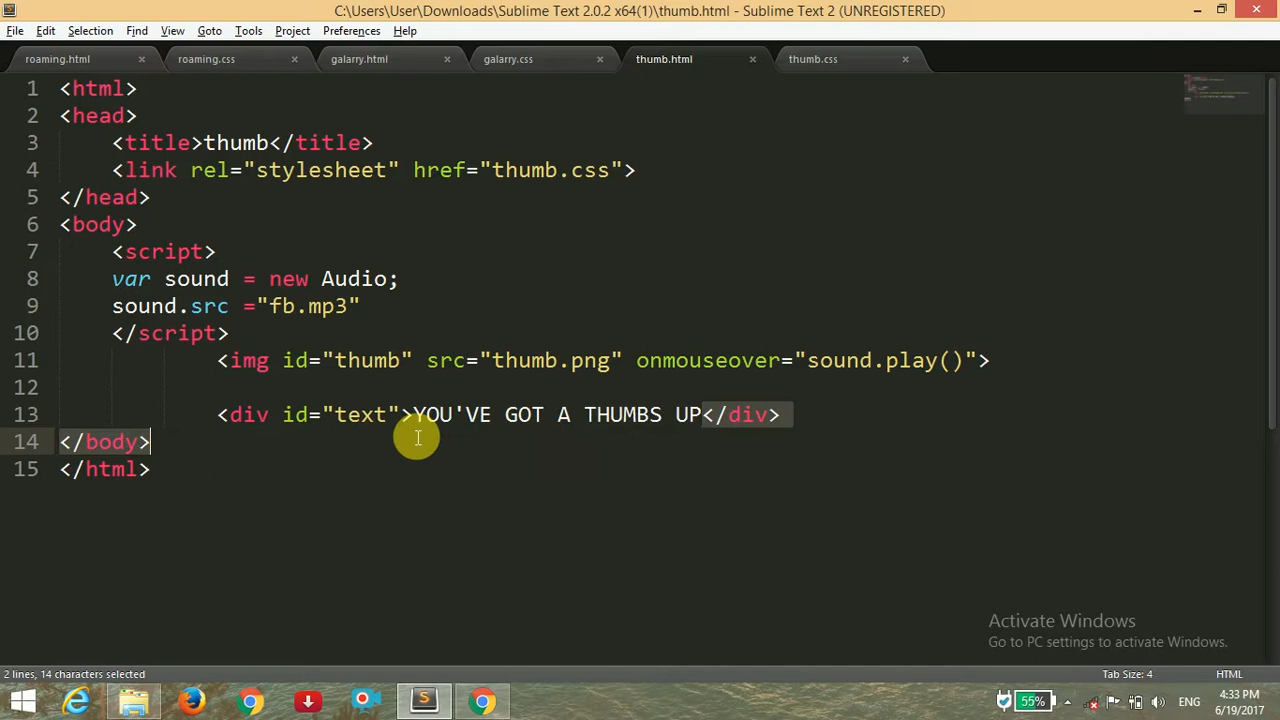 C:\Users\User\Downloads\Sublime Text 2.0.2 x64(1)\thumb.html - Sublime Text 2 (UNREGISTERED)
File Edit Selection Find View Goto Tools Project Preferences Help
roaming.html × roaming.css × galarry.html × galarry.css × thumb.html × thumb.css ×
1 <html>
2 <head>
3 <title>thumb</title>
4 <link rel="stylesheet" href="thumb.css">
5 </head>
6 <body>
7 <script>
8 var sound = new Audio;
9 sound.src ="fb.mp3"
10 </script>
11 <img id="thumb" src="thumb.png" onmouseover="sound.play()">
12
13 <div id="text">YOU'VE GOT A THUMBS UP</div>
14 </body>
15 </html>
Activate Windows
Go to PC settings to activate Windows.
2 lines, 14 characters selected Tab Size: 4 HTML
55% ENG 4:33 PM
6/19/2017